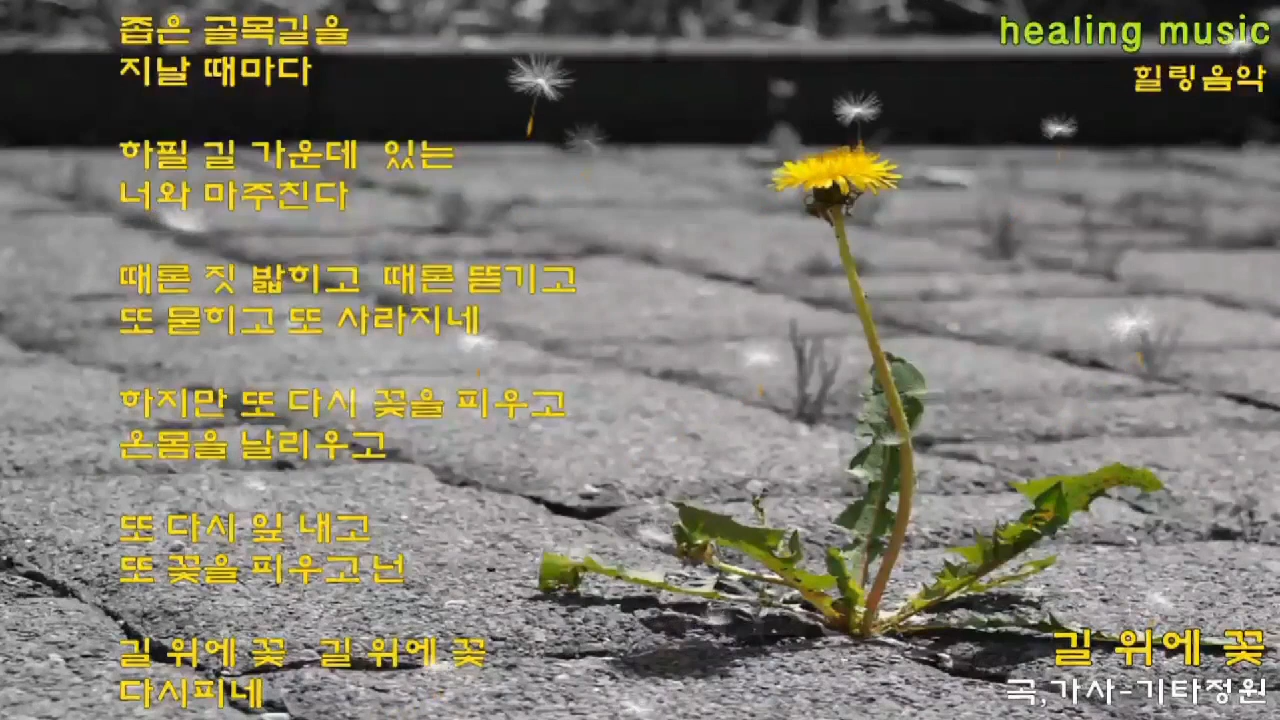 좁은 골목길을
지날 때마다
하필 길 가운데 있는
너와 마주친다
때론 짓 밟히고 때론 뜯기고
또 묻히고 또 사라지네
하지만 또 다시 꽃을 피우고
온몸을 날리우고
또 다시 잎 내고
또 꽃을 피우고 넌
길 위에 꽃 길 위에 꽃
다시피네
healing music
힐링음악
길 위에 꽃
곡,가사-기타정원